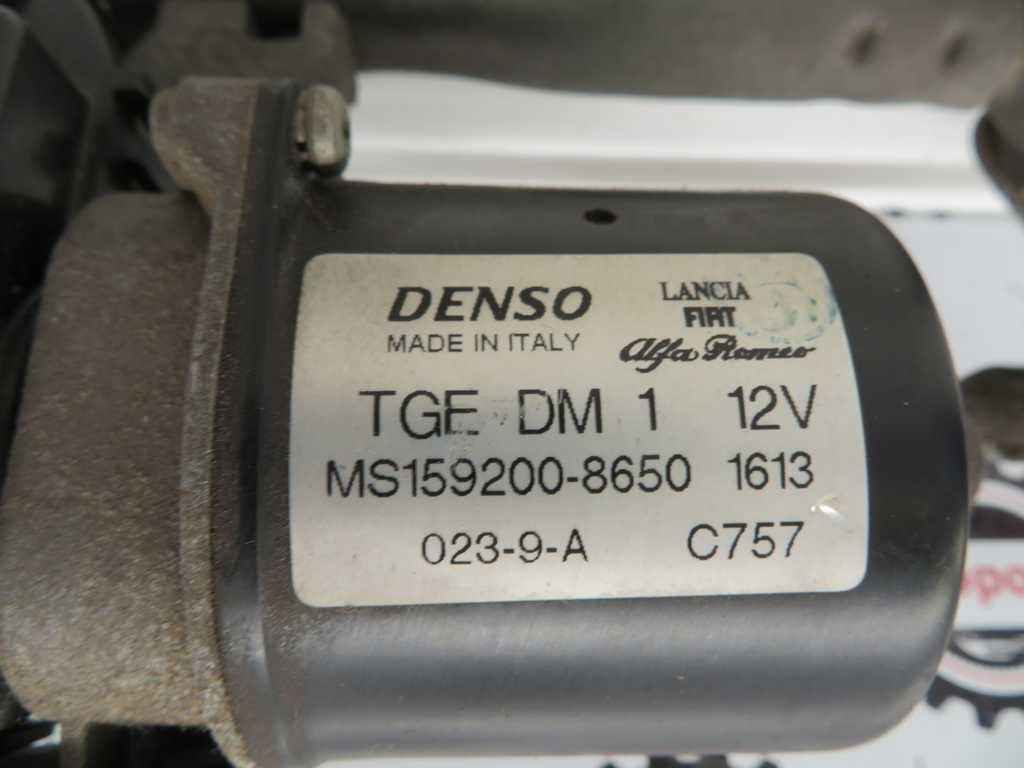 DENSO
MADE IN ITALY
LANCIA
FIAT
Alfa Romeo
TGE DM 1 12V
MS159200-8650 1613
023-9-A C757